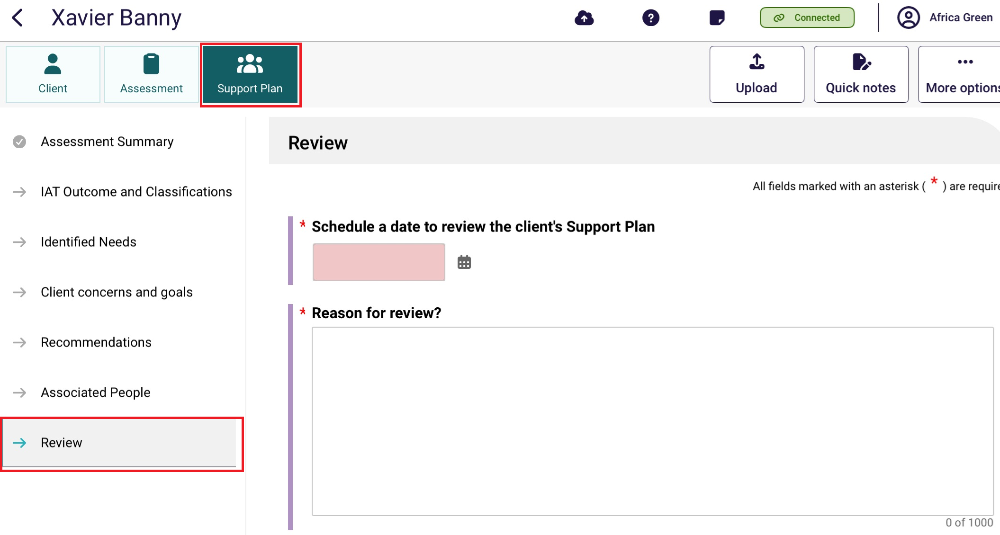 Xavier Banny
Connected
Africa Green
Client
Assessment
Support Plan
Upload
Quick notes
More options
Assessment Summary
IAT Outcome and Classifications
Identified Needs
Client concerns and goals
Recommendations
Associated People
Review
Review
All fields marked with an asterisk ( * ) are require
* Schedule a date to review the client's Support Plan
* Reason for review?
0 of 1000